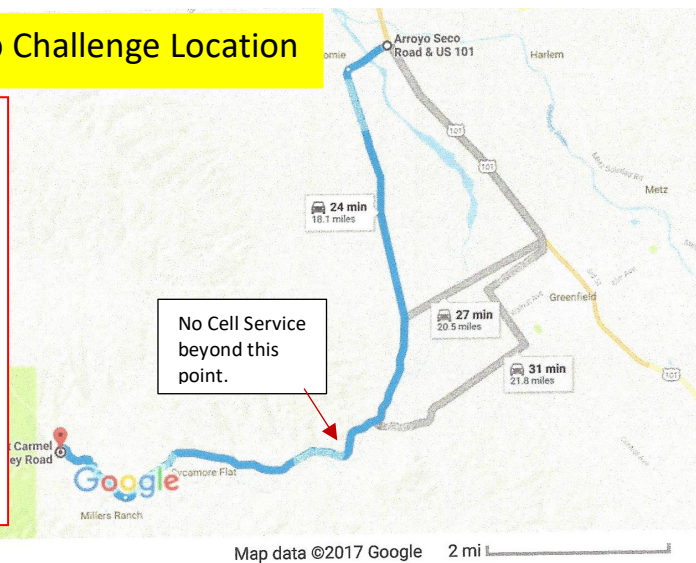 o Challenge Location
Arroyo Seco
Road & US 101
omie
Harlem
101
101
Metz
24 min
18.1 miles
No Cell Service
beyond this
point.
27 min
20.5 miles
Greenfield
31 min
21.8 miles
101
t Carmel
ey Road
Sycamore Flat
Google
Millers Ranch
Map data ©2017 Google 2 mi